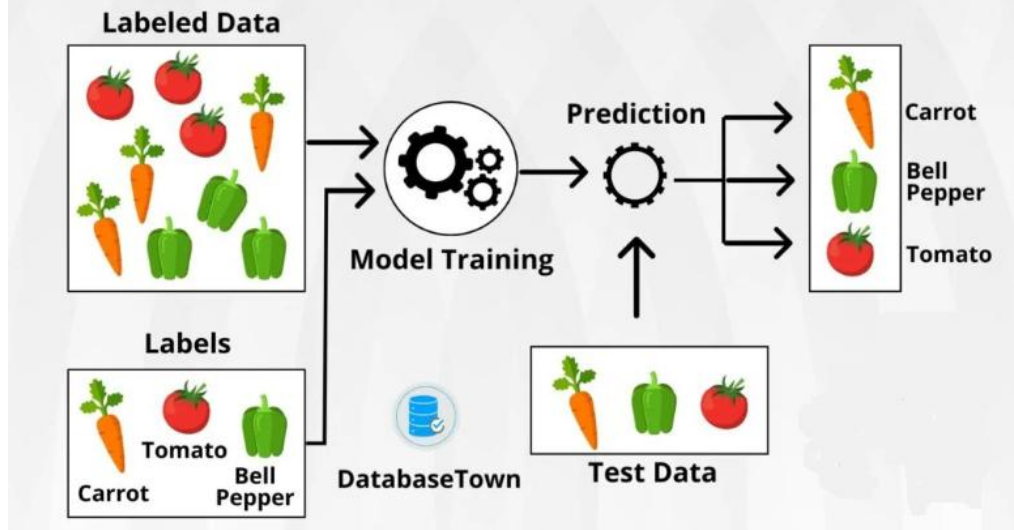 Labeled Data
Prediction
Carrot
Bell
Pepper
Tomato
Model Training
Labels
Carrot
Tomato
Bell
Pepper
DatabaseTown
Test Data